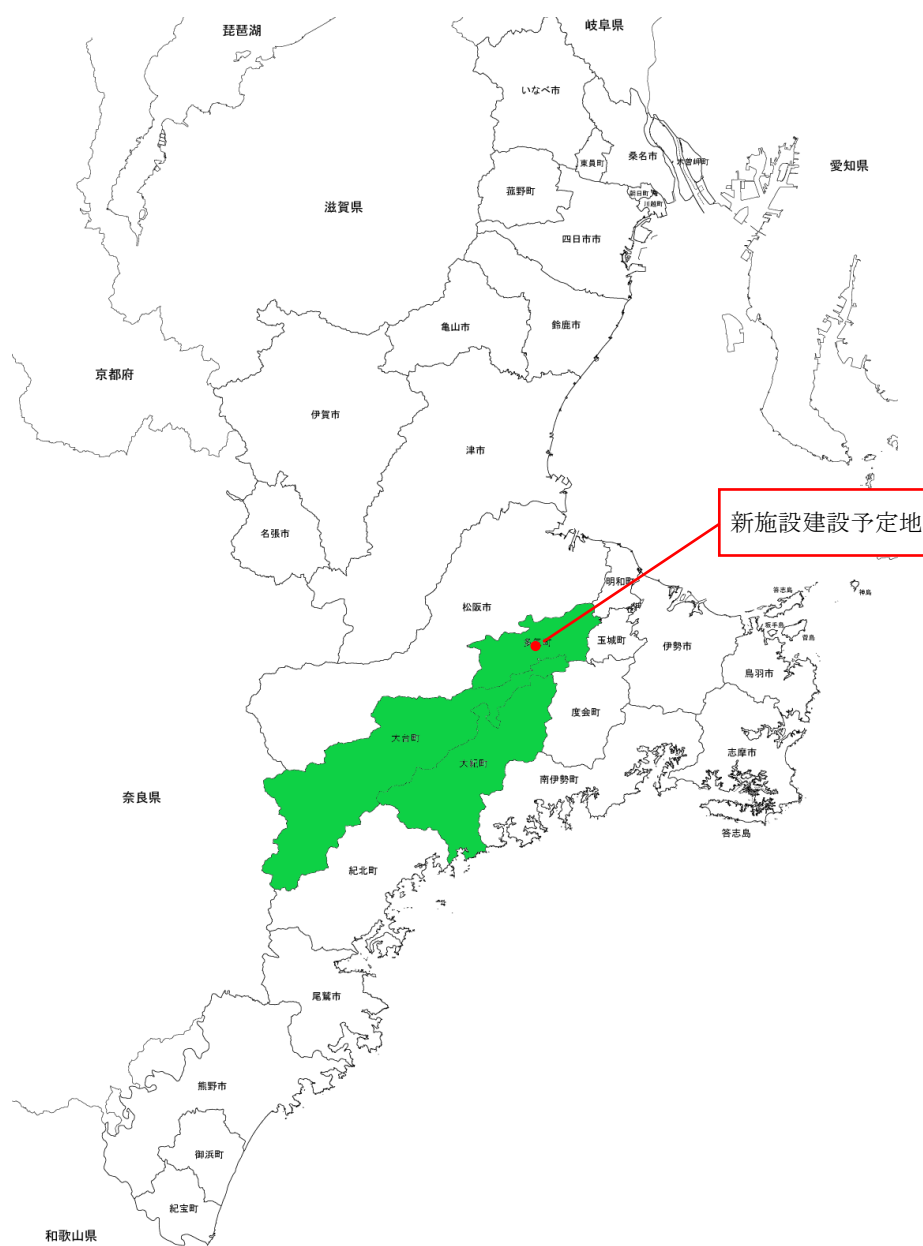 岐阜県
琵琶湖
いなべ市
桑名市
木曽岬町
東員町
愛知県
菰野町
朝日町
川越町
滋賀県
四日市市
鈴鹿市
亀山市
京都府
伊賀市
津市
新施設建設予定地
名張市
明和町
答志島
神島
松阪市
坂手島
菅島
多気町
玉城町
伊勢市
鳥羽市
度会町
大台町
志摩市
大紀町
南伊勢町
奈良県
答志島
紀北町
尾鷲市
熊野市
御浜町
紀宝町
和歌山県